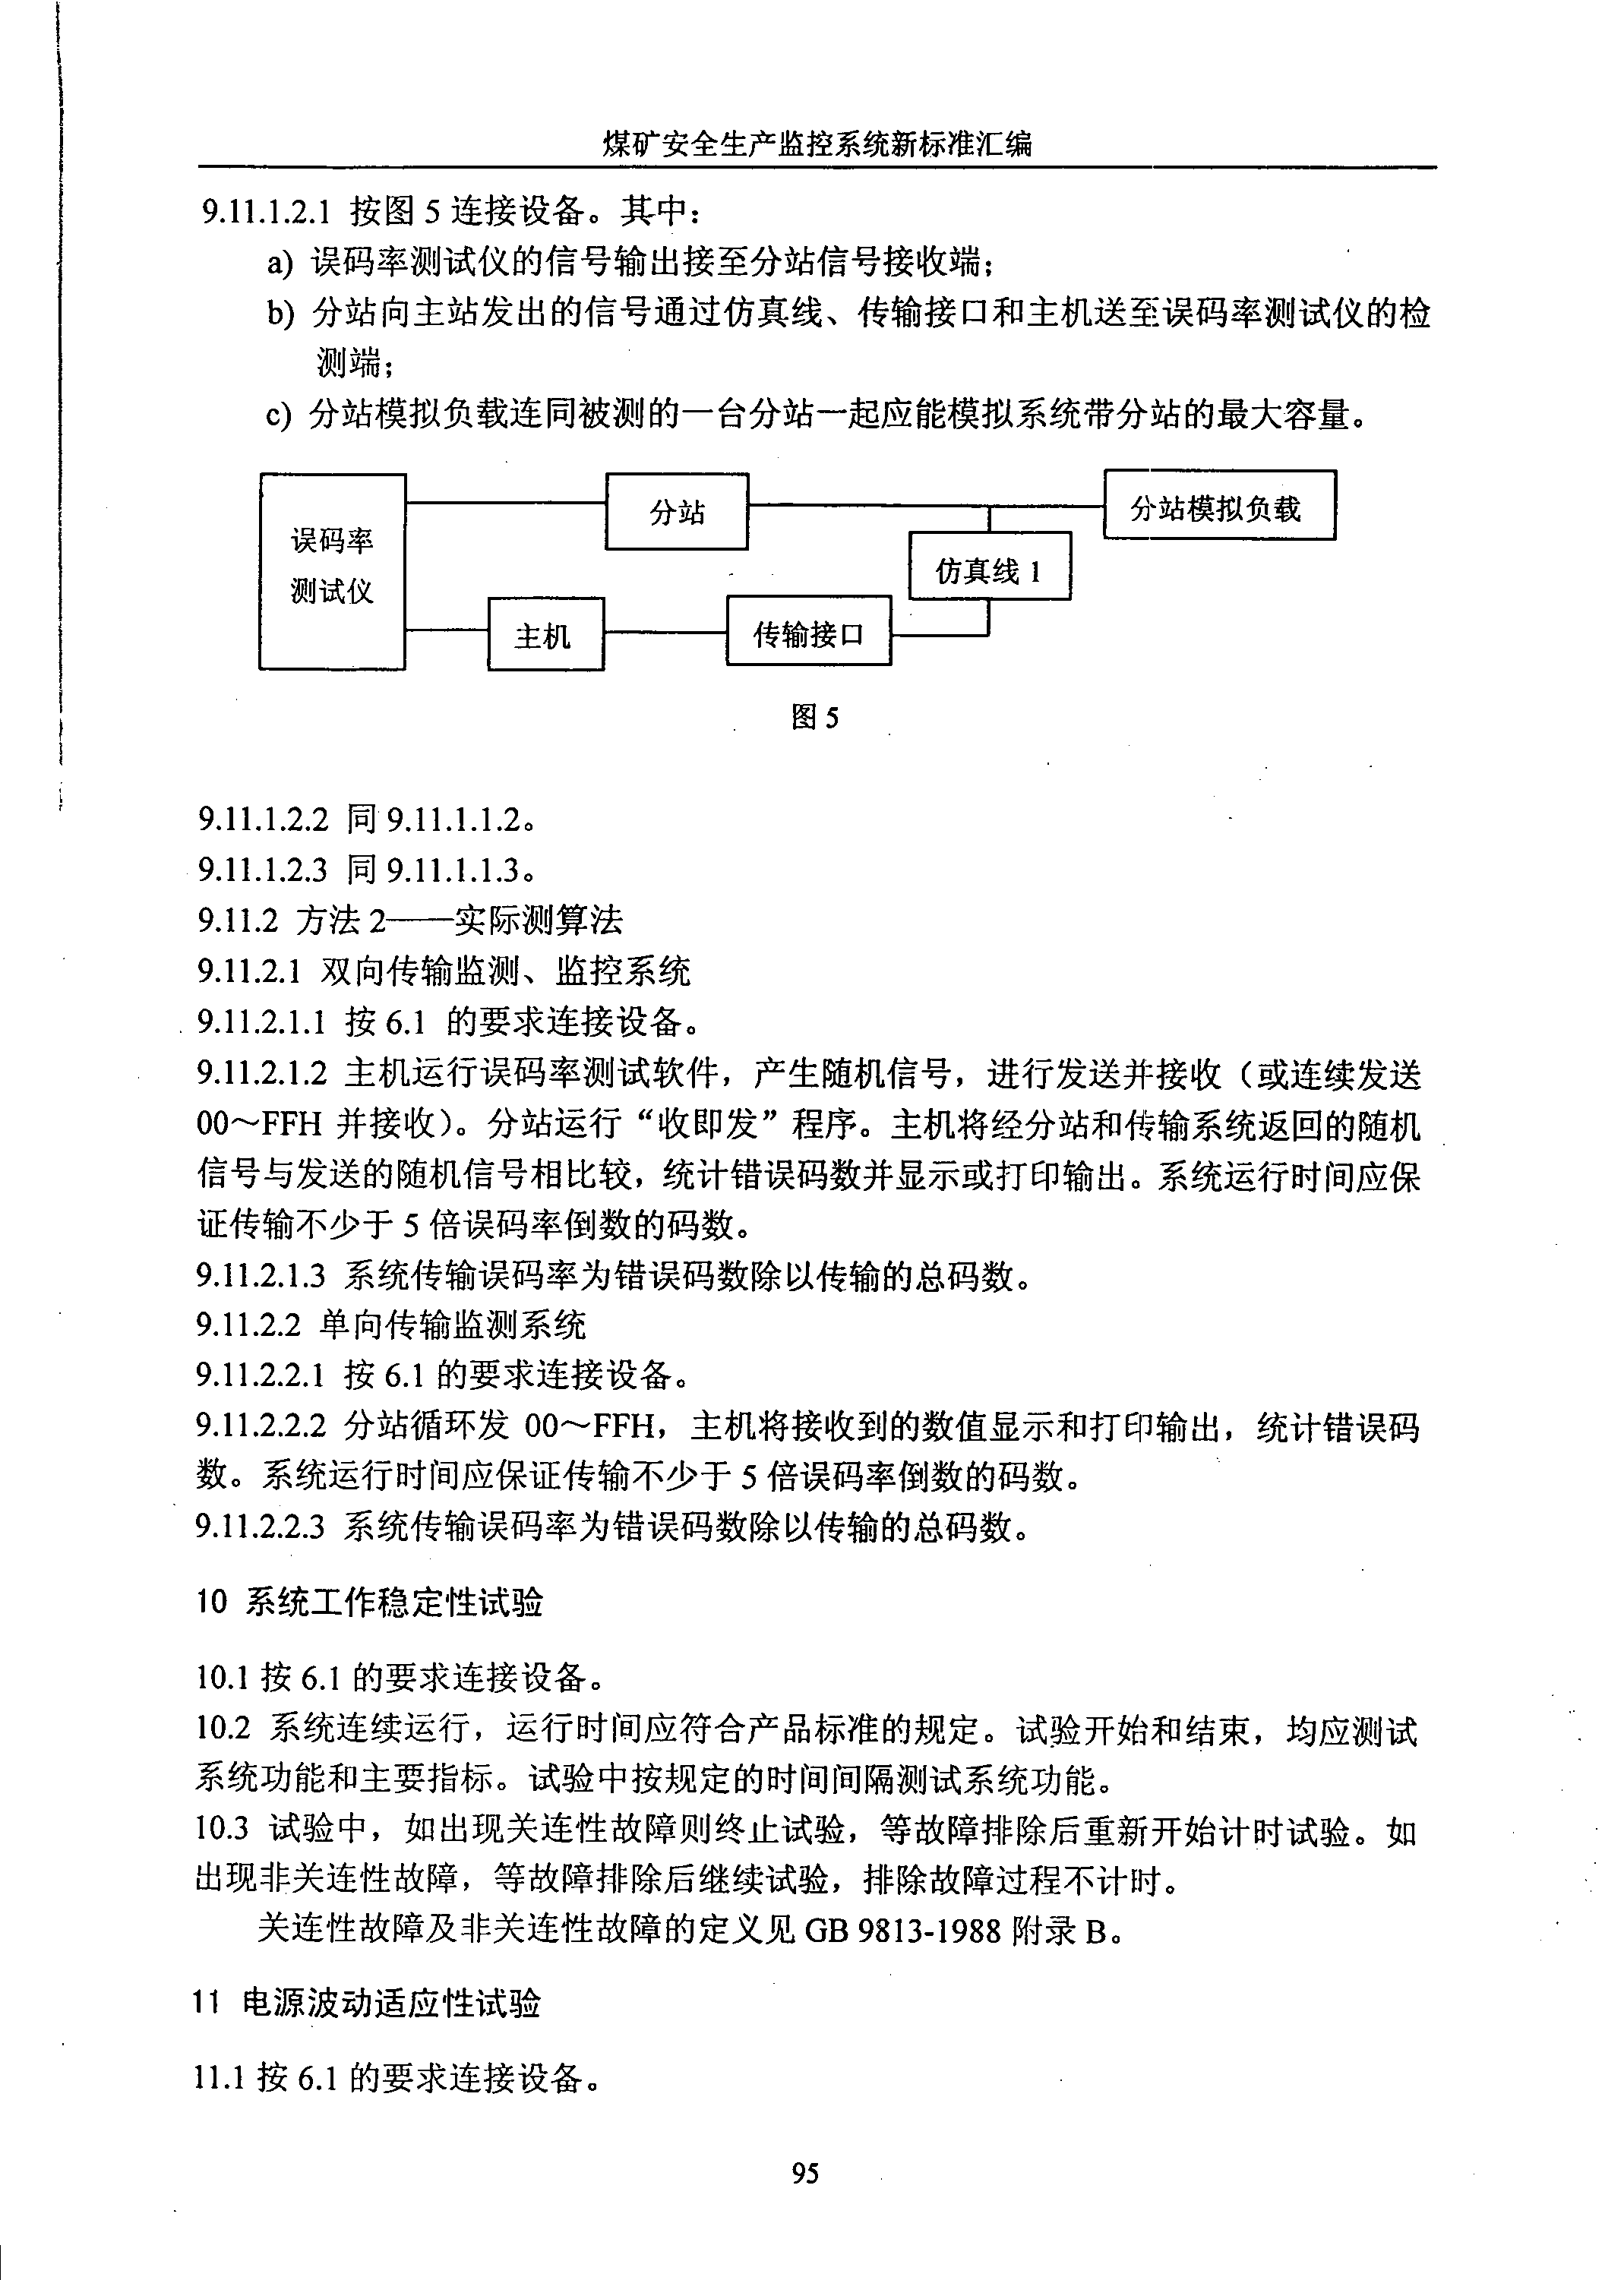 煤矿安全生产监控系统新标准汇编
9.11.1.2.1 按图 5 连接设备。其中：
a) 误码率测试仪的信号输出接至分站信号接收端；
b) 分站向主站发出的信号通过仿真线、传输接口和主机送至误码率测试仪的检
测端；
c) 分站模拟负载连同被测的一台分站一起应能模拟系统带分站的最大容量。
误码率
测试仪
分站
分站模拟负载
仿真线 1
主机
传输接口
图 5
9.11.1.2.2 同 9.11.1.1.2。
9.11.1.2.3 同 9.11.1.1.3。
9.11.2 方法 2——实际测算法
9.11.2.1 双向传输监测、监控系统
9.11.2.1.1 按 6.1 的要求连接设备。
9.11.2.1.2 主机运行误码率测试软件，产生随机信号，进行发送并接收（或连续发送
00～FFH 并接收）。分站运行“收即发”程序。主机将经分站和传输系统返回的随机
信号与发送的随机信号相比较，统计错误码数并显示或打印输出。系统运行时间应保
证传输不少于 5 倍误码率倒数的码数。
9.11.2.1.3 系统传输误码率为错误码数除以传输的总码数。
9.11.2.2 单向传输监测系统
9.11.2.2.1 按 6.1 的要求连接设备。
9.11.2.2.2 分站循环发 00～FFH，主机将接收到的数值显示和打印输出，统计错误码
数。系统运行时间应保证传输不少于 5 倍误码率倒数的码数。
9.11.2.2.3 系统传输误码率为错误码数除以传输的总码数。
10 系统工作稳定性试验
10.1 按 6.1 的要求连接设备。
10.2 系统连续运行，运行时间应符合产品标准的规定。试验开始和结束，均应测试
系统功能和主要指标。试验中按规定的时间间隔测试系统功能。
10.3 试验中，如出现关连性故障则终止试验，等故障排除后重新开始计时试验。如
出现非关连性故障，等故障排除后继续试验，排除故障过程不计时。
关连性故障及非关连性故障的定义见 GB 9813-1988 附录 B。
11 电源波动适应性试验
11.1 按 6.1 的要求连接设备。
95